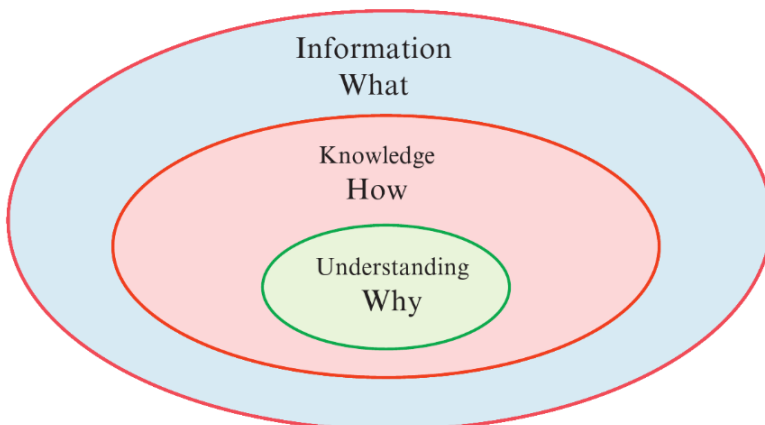 Information
What
Knowledge
How
Understanding
Why